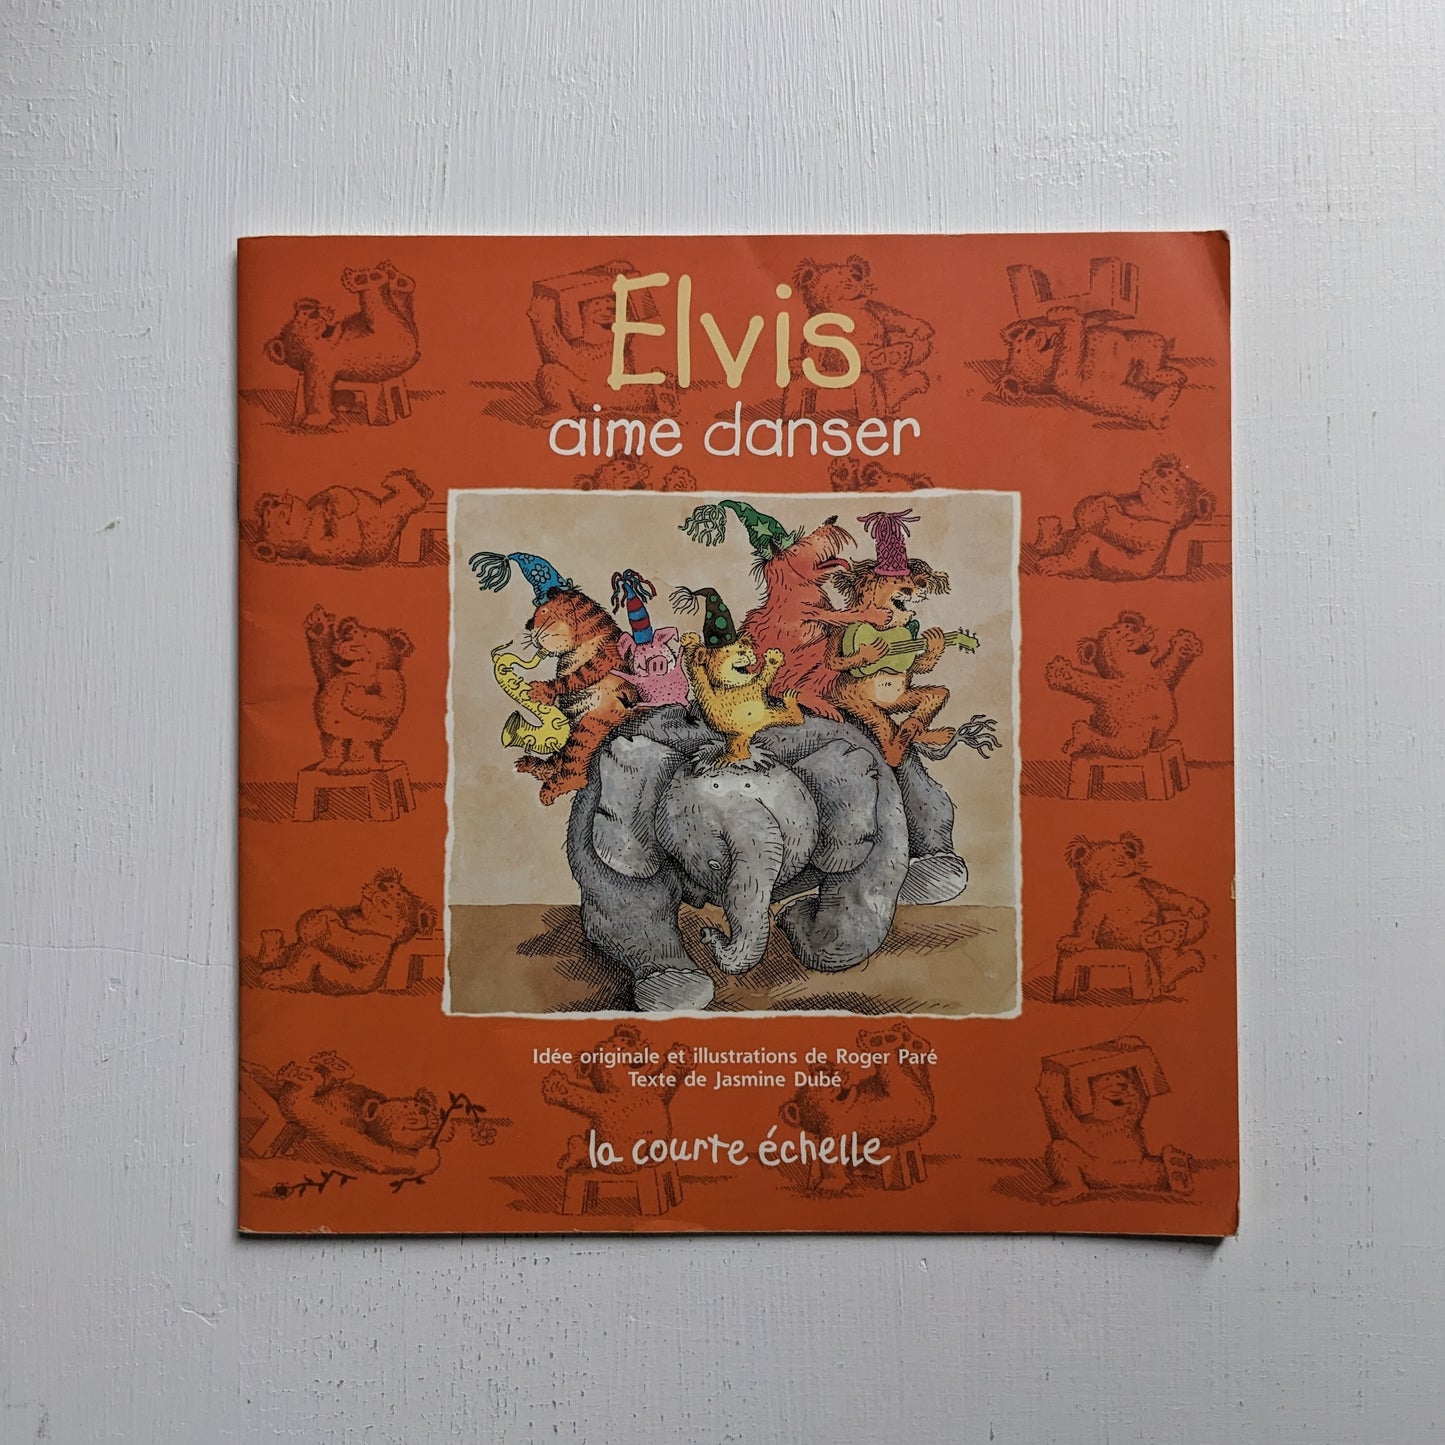 Elvis
aime danser
Idée originale et illustrations de Roger Paré
Texte de Jasmine Dubé
la courte échelle